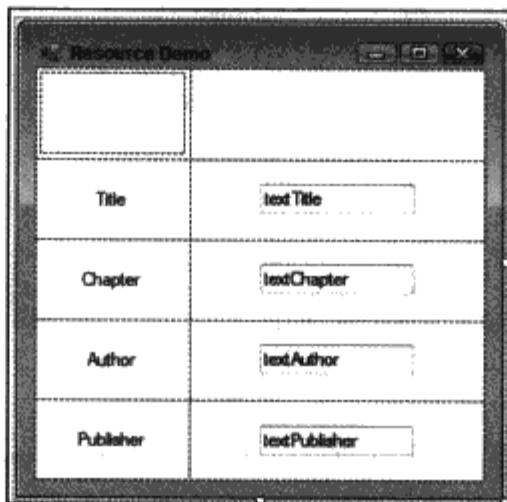 Resource Demo
Title textTitle
Chapter textChapter
Author textAuthor
Publisher textPublisher